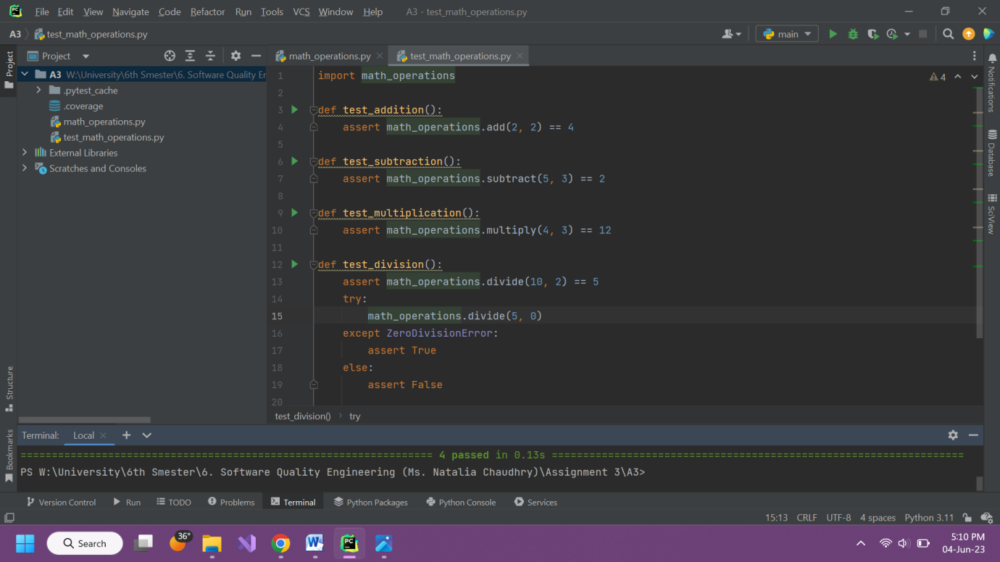 PC File Edit View Navigate Code Refactor Run Tools VCS Window Help A3 - test_math_operations.py
A3 test_math_operations.py main
Project
Project math_operations.py test_math_operations.py
A3 W:\University\6th Smester\6. Software Quality Er
.pytest_cache
.coverage
math_operations.py
test_math_operations.py
External Libraries
Scratches and Consoles
4
1 import math_operations
2
3 def test_addition():
4 assert math_operations.add(2, 2) == 4
5
6 def test_subtraction():
7 assert math_operations.subtract(5, 3) == 2
8
9 def test_multiplication():
10 assert math_operations.multiply(4, 3) == 12
11
12 def test_division():
13 assert math_operations.divide(10, 2) == 5
14 try:
15 math_operations.divide(5, 0)
16 except ZeroDivisionError:
17 assert True
18 else:
19 assert False
20
test_division() try
Notifications
Database
SciView
Structure
Bookmarks
Terminal: Local
============================ 4 passed in 0.13s ============================
PS W:\University\6th Smester\6. Software Quality Engineering (Ms. Natalia Chaudhry)\Assignment 3\A3>
Version Control Run TODO Problems Terminal Python Packages Python Console Services
15:13 CRLF UTF-8 4 spaces Python 3.11
Search 36° W PC 5:10 PM
04-Jun-23